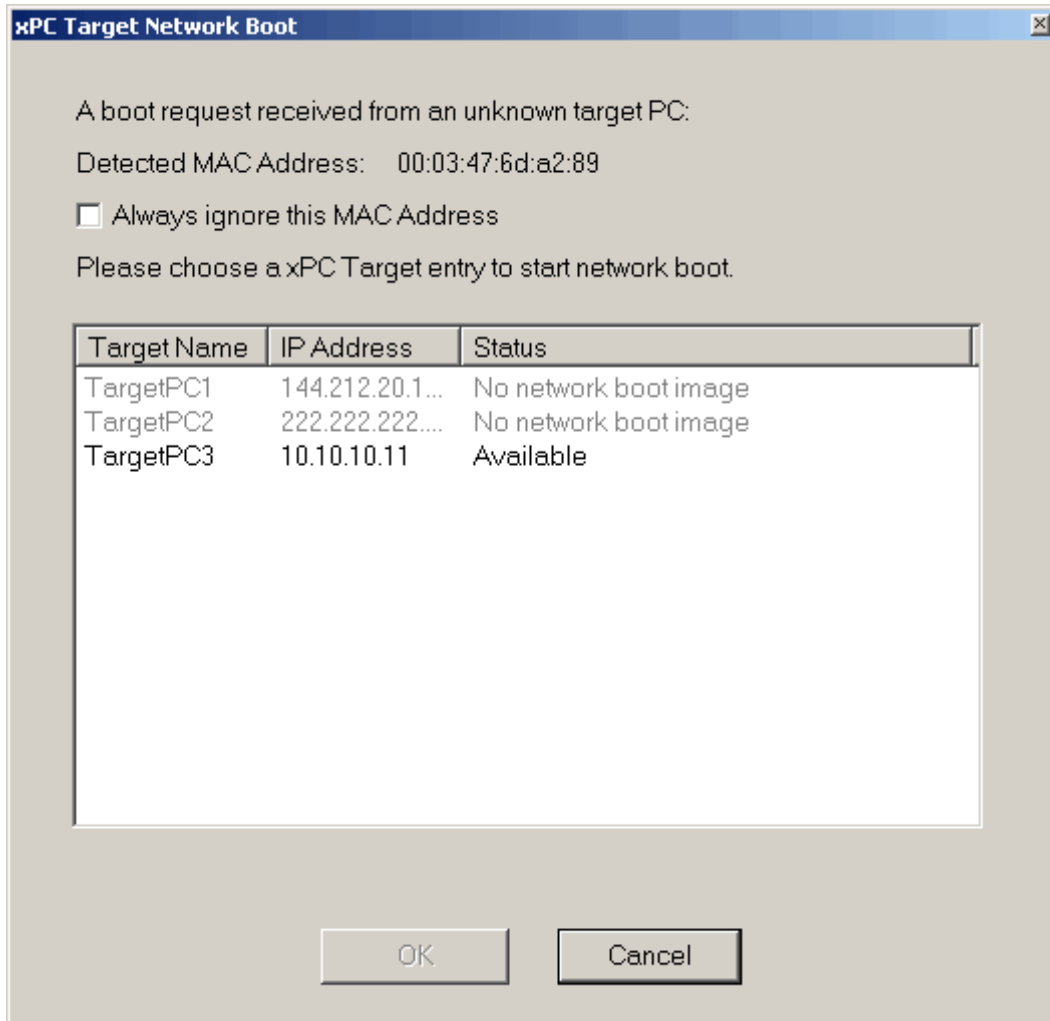 xPC Target Network Boot
A boot request received from an unknown target PC:
Detected MAC Address: 00:03:47:6d:a2:89
Always ignore this MAC Address
Please choose a xPC Target entry to start network boot.
Target Name IP Address Status
TargetPC1 144.212.20.1... No network boot image
TargetPC2 222.222.222.... No network boot image
TargetPC3 10.10.10.11 Available
OK Cancel